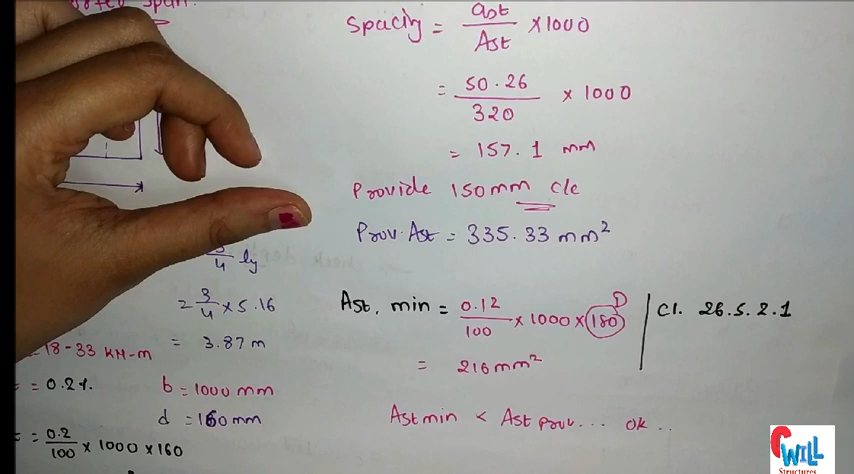 span.
Spacing = ast / Ast × 1000
= 50.26 / 320 × 1000
= 157.1 mm
Provide 150mm c/c
Prov. Ast = 335.33 mm²
3/4 ly
= 3/4 × 5.16
= 3.87 m
Ast, min = 0.12 / 100 × 1000 × 180 D
Cl. 26.5.2.1
= 216 mm²
Ast min < Ast prov... ok..
= 18-33 KN-m
= 0.2%
b = 1000 mm
d = 160 mm
= 0.2 / 100 × 1000 × 160
CWILL
Structures